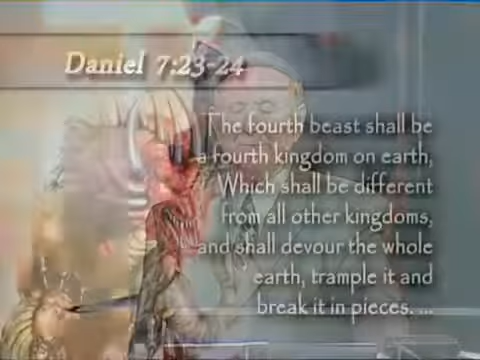 Daniel 7:23-24
The fourth beast shall be
a fourth kingdom on earth,
Which shall be different
from all other kingdoms,
and shall devour the whole
earth, trample it and
break it in pieces. ...